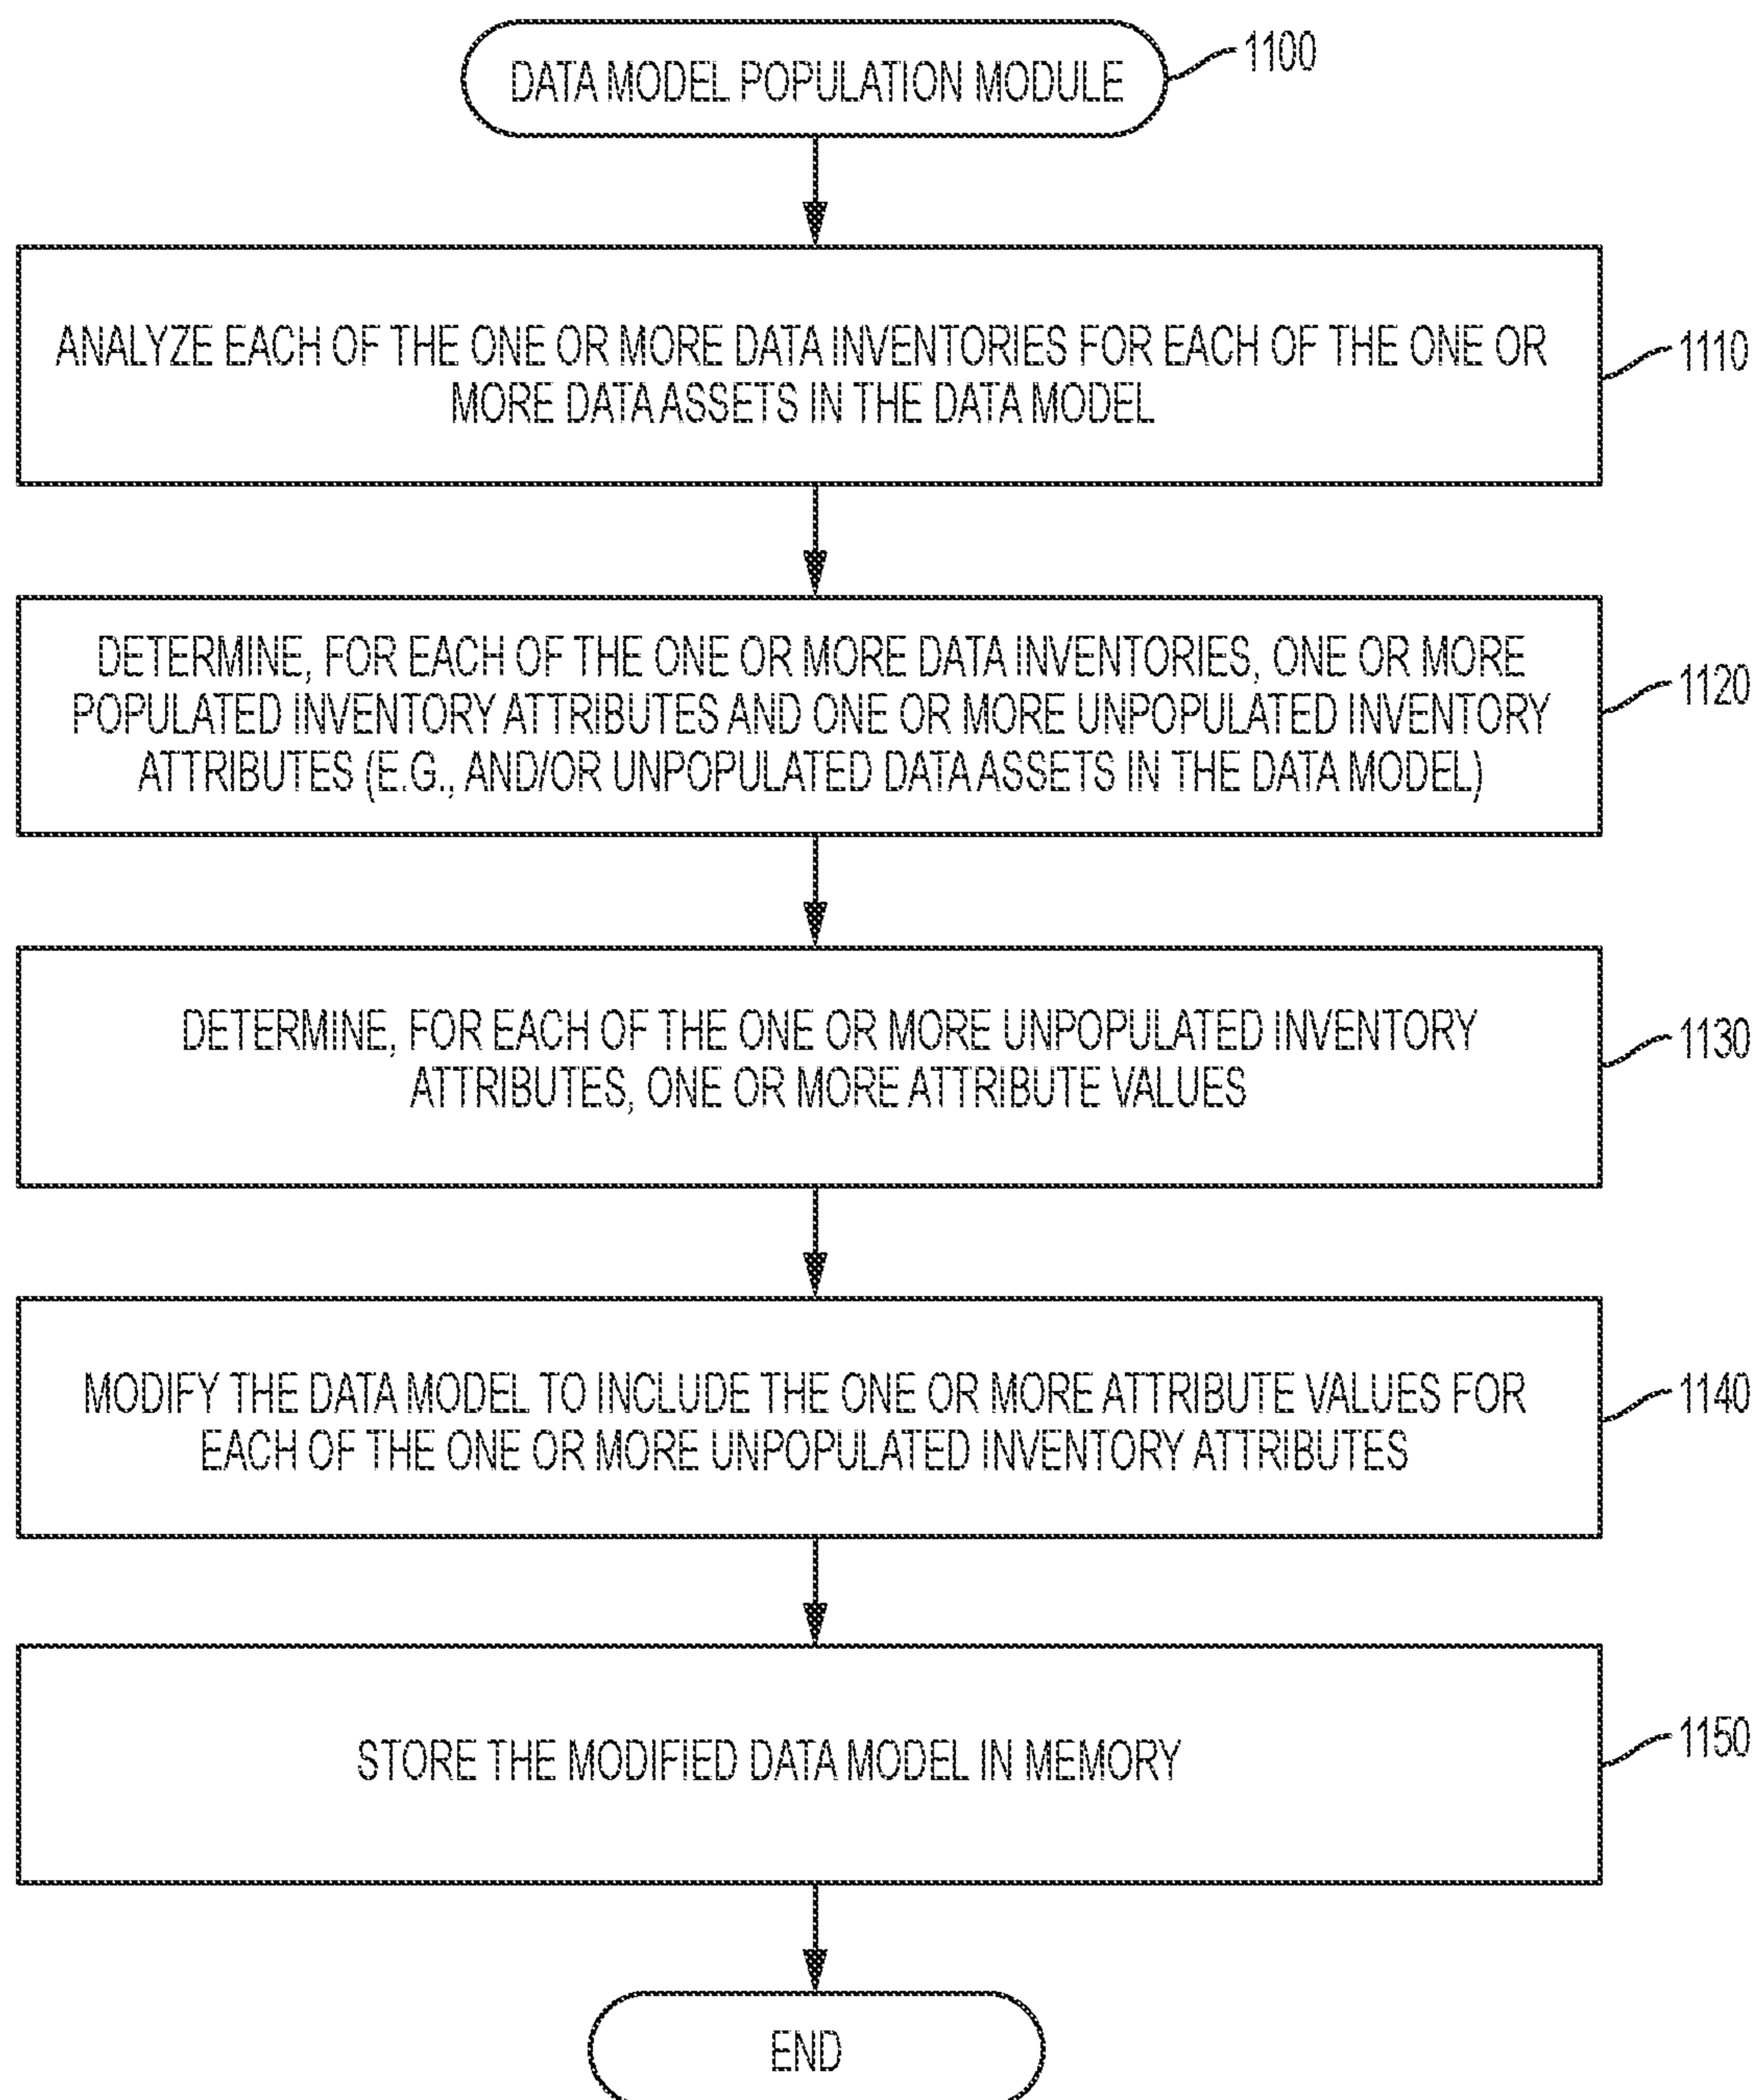 DATA MODEL POPULATION MODULE
1100
ANALYZE EACH OF THE ONE OR MORE DATA INVENTORIES FOR EACH OF THE ONE OR
MORE DATA ASSETS IN THE DATA MODEL
1110
DETERMINE, FOR EACH OF THE ONE OR MORE DATA INVENTORIES, ONE OR MORE
POPULATED INVENTORY ATTRIBUTES AND ONE OR MORE UNPOPULATED INVENTORY
ATTRIBUTES (E.G., AND/OR UNPOPULATED DATA ASSETS IN THE DATA MODEL)
1120
DETERMINE, FOR EACH OF THE ONE OR MORE UNPOPULATED INVENTORY
ATTRIBUTES, ONE OR MORE ATTRIBUTE VALUES
1130
MODIFY THE DATA MODEL TO INCLUDE THE ONE OR MORE ATTRIBUTE VALUES FOR
EACH OF THE ONE OR MORE UNPOPULATED INVENTORY ATTRIBUTES
1140
STORE THE MODIFIED DATA MODEL IN MEMORY
1150
END